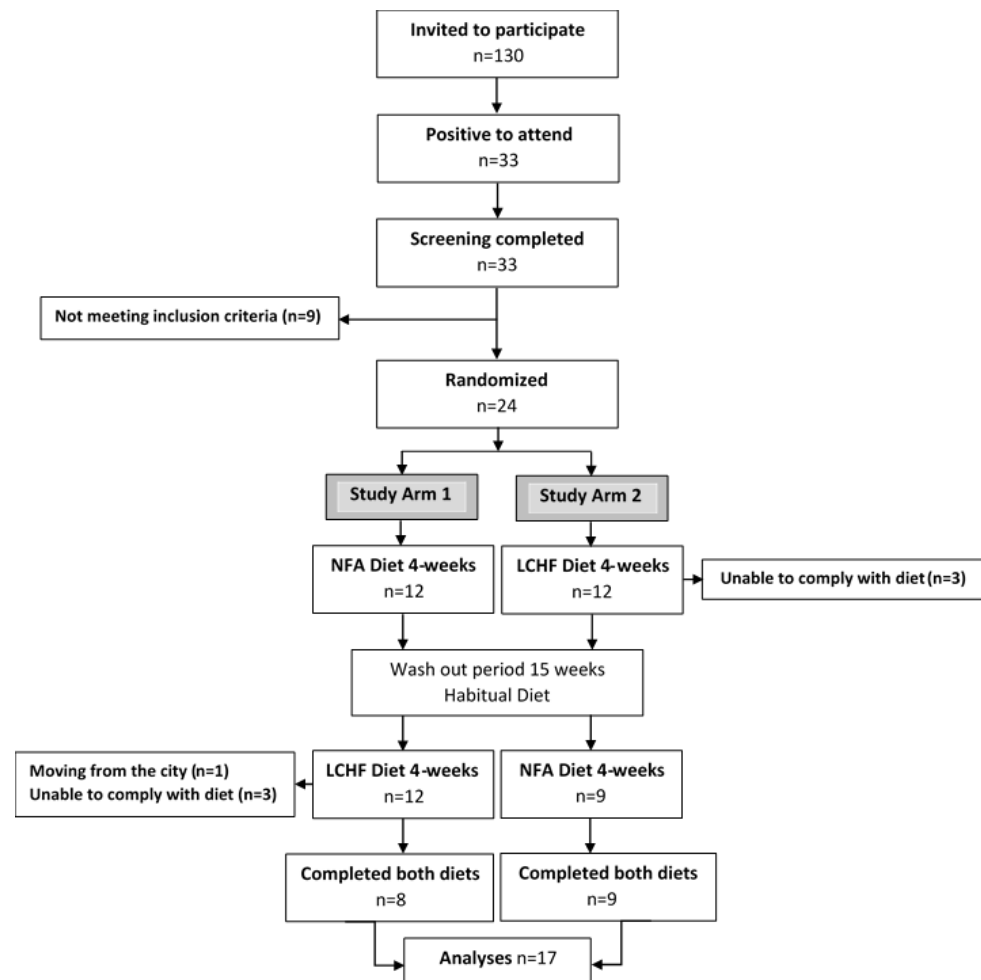 Invited to participate
n=130
Positive to attend
n=33
Screening completed
n=33
Not meeting inclusion criteria (n=9)
Randomized
n=24
Study Arm 1
Study Arm 2
NFA Diet 4-weeks
n=12
LCHF Diet 4-weeks
n=12
Unable to comply with diet (n=3)
Wash out period 15 weeks
Habitual Diet
Moving from the city (n=1)
Unable to comply with diet (n=3)
LCHF Diet 4-weeks
n=12
NFA Diet 4-weeks
n=9
Completed both diets
n=8
Completed both diets
n=9
Analyses n=17